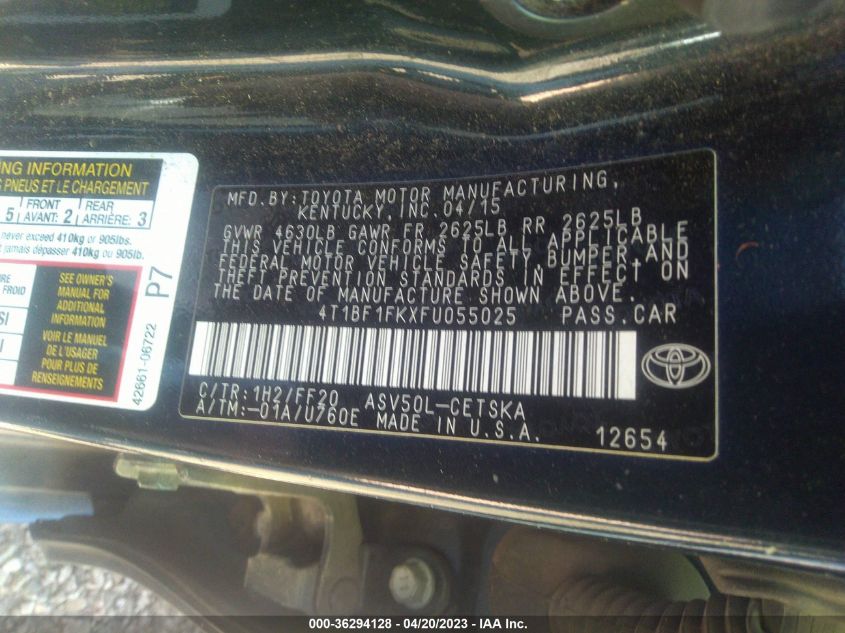 NG INFORMATION
S PNEUS ET LE CHARGEMENT
5 FRONT AVANT: 2 REAR ARRIÈRE: 3
never exceed 410kg or 905lbs.
t jamais dépasser 410kg ou 905lb.
FROID
SEE OWNER'S
MANUAL FOR
ADDITIONAL
INFORMATION
VOIR LE MANUEL
DE L'USAGER
POUR PLUS DE
RENSEIGNEMENTS
P7
42661-06722
MFD.BY:TOYOTA MOTOR MANUFACTURING,
KENTUCKY, INC.04/15
GVWR 4630LB GAWR FR 2625LB RR 2625LB
THIS VEHICLE CONFORMS TO ALL APPLICABLE
FEDERAL MOTOR VEHICLE SAFETY, BUMPER, AND
THEFT PREVENTION STANDARDS IN EFFECT ON
THE DATE OF MANUFACTURE SHOWN ABOVE.
4T1BF1FKXFU055025 PASS.CAR
C/TR:1H2/FF20 ASV50L-CETSKA
A/TM:-01A/U760E MADE IN U.S.A. 12654
000-36294128 - 04/20/2023 - IAA Inc.